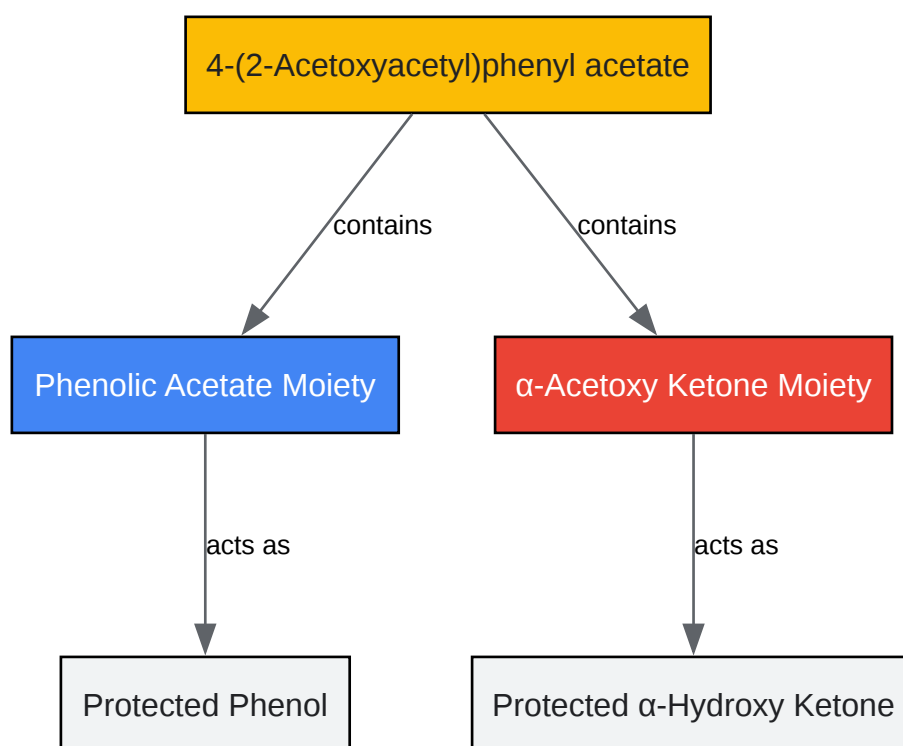 4-(2-Acetoxyacetyl)phenyl acetate
contains
contains
Phenolic Acetate Moiety
α-Acetoxy Ketone Moiety
acts as
acts as
Protected Phenol
Protected α-Hydroxy Ketone